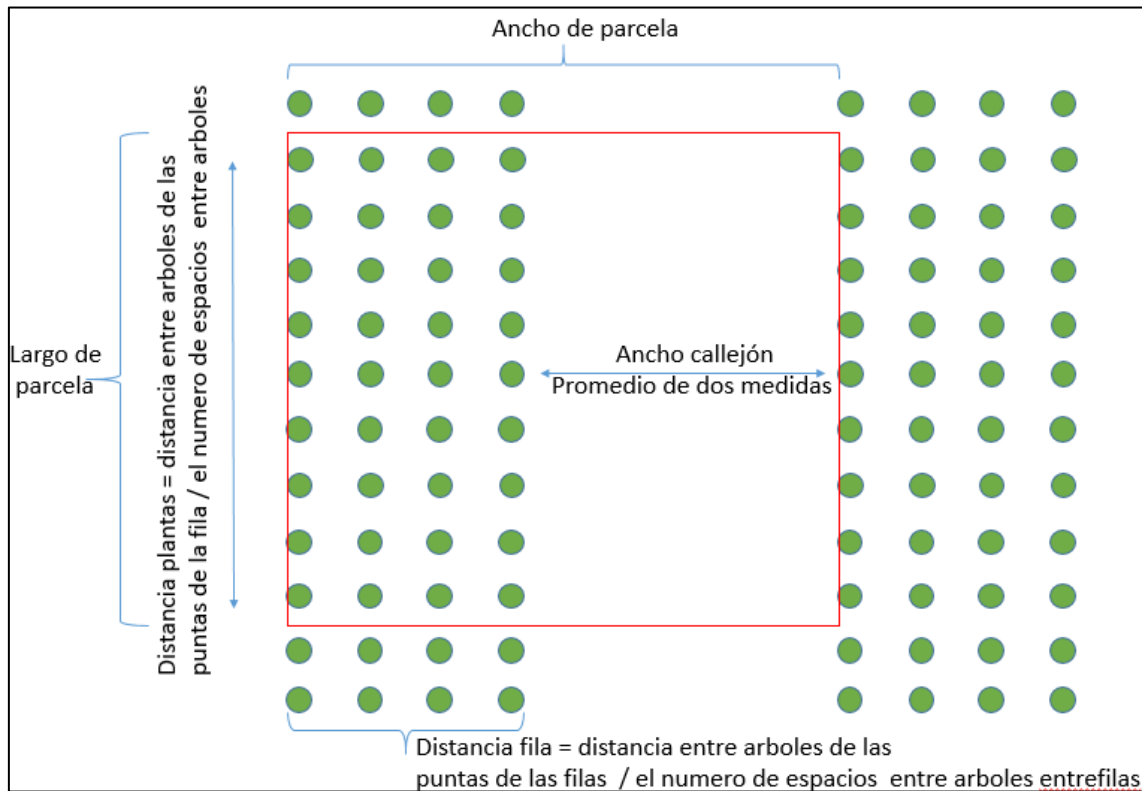 Ancho de parcela
Largo de
parcela
Distancia plantas = distancia entre arboles de las
puntas de la fila / el numero de espacios  entre arboles
Ancho callejón
Promedio de dos medidas
Distancia fila = distancia entre arboles de las
puntas de las filas  / el numero de espacios  entre arboles entrefilas